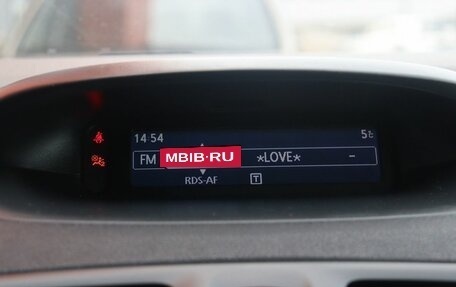 14:54 5°C
FM MBIB·RU *LOVE* -
RDS-AF T